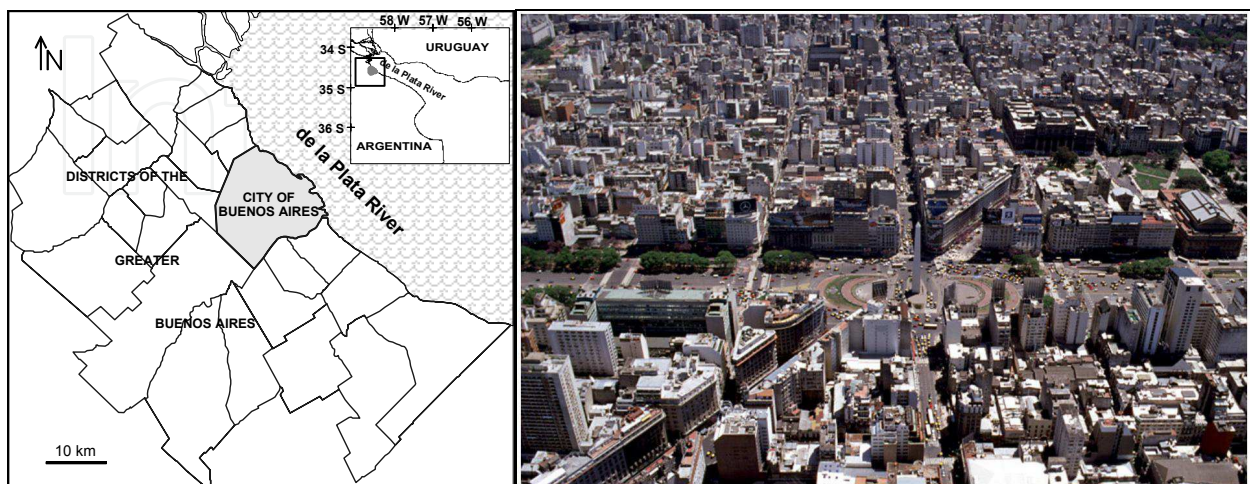 N
58 W 57 W 56 W
34 S
URUGUAY
de la Plata River
35 S
36 S
ARGENTINA
de la Plata River
DISTRICTS OF THE
CITY OF
BUENOS AIRES
GREATER
BUENOS AIRES
10 km